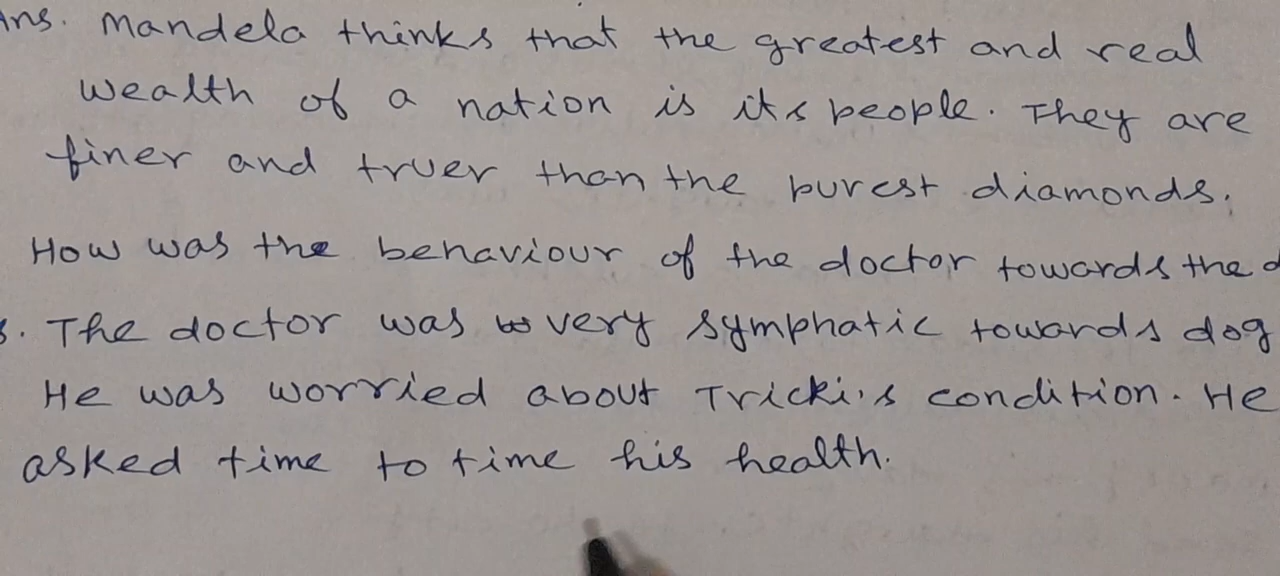 Ans. Mandela thinks that the greatest and real
wealth of a nation is its people. They are
finer and truer than the purest diamonds.
How was the behaviour of the doctor towards the d
s. The doctor was very symphatic towards dog
He was worried about Tricki's condition. He
asked time to time his health.